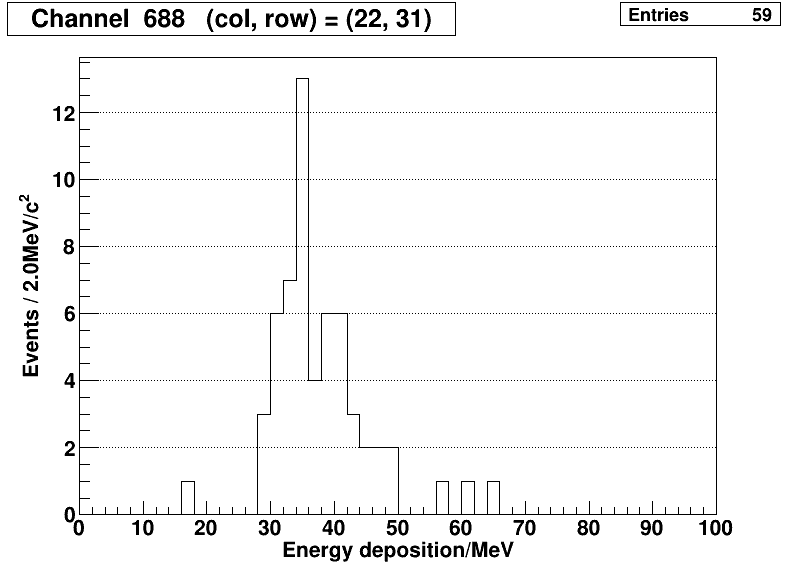 Channel 688 (col, row) = (22, 31)
Entries 59
Events / 2.0MeV/c2
12
10
8
6
4
2
0
0 10 20 30 40 50 60 70 80 90 100
Energy deposition/MeV